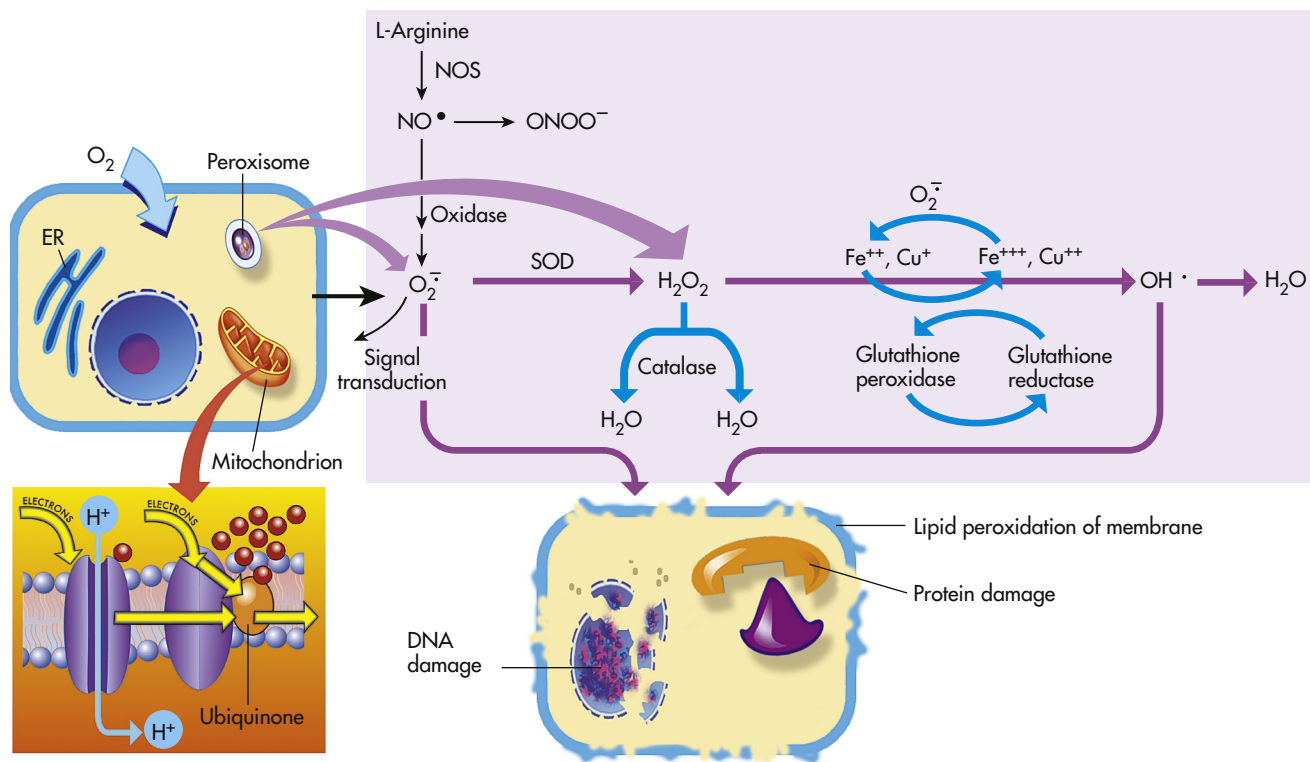 L-Arginine
NOS
NO•
ONOO⁻
O₂
Peroxisome
ER
Oxidase
O₂•̄
SOD
H₂O₂
O₂•̄
Fe⁺⁺, Cu⁺
Fe⁺⁺⁺, Cu⁺⁺
OH •
H₂O
Signal
transduction
Catalase
Glutathione
peroxidase
Glutathione
reductase
H₂O
H₂O
Mitochondrion
ELECTRONS
H⁺
ELECTRONS
Ubiquinone
H⁺
Lipid peroxidation of membrane
Protein damage
DNA
damage